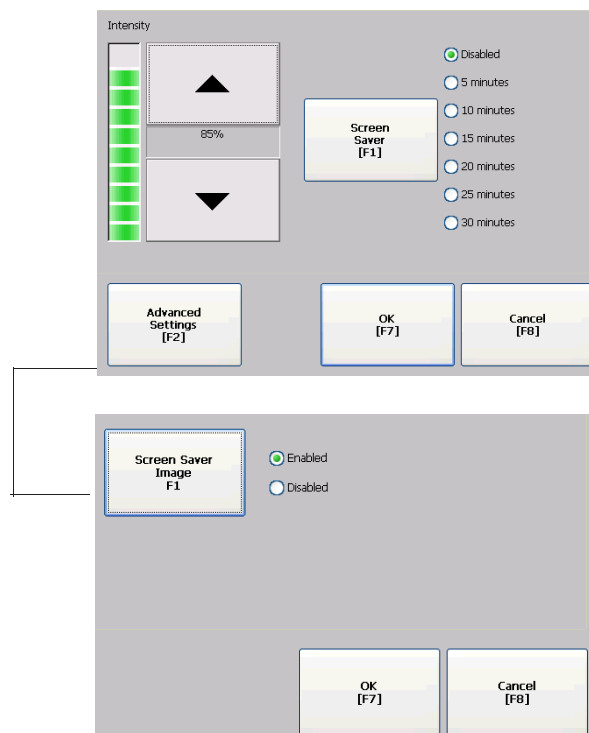 Intensity
85%
Screen
Saver
[F1]
Disabled
5 minutes
10 minutes
15 minutes
20 minutes
25 minutes
30 minutes
Advanced
Settings
[F2]
OK
[F7]
Cancel
[F8]
Screen Saver
Image
F1
Enabled
Disabled
OK
[F7]
Cancel
[F8]